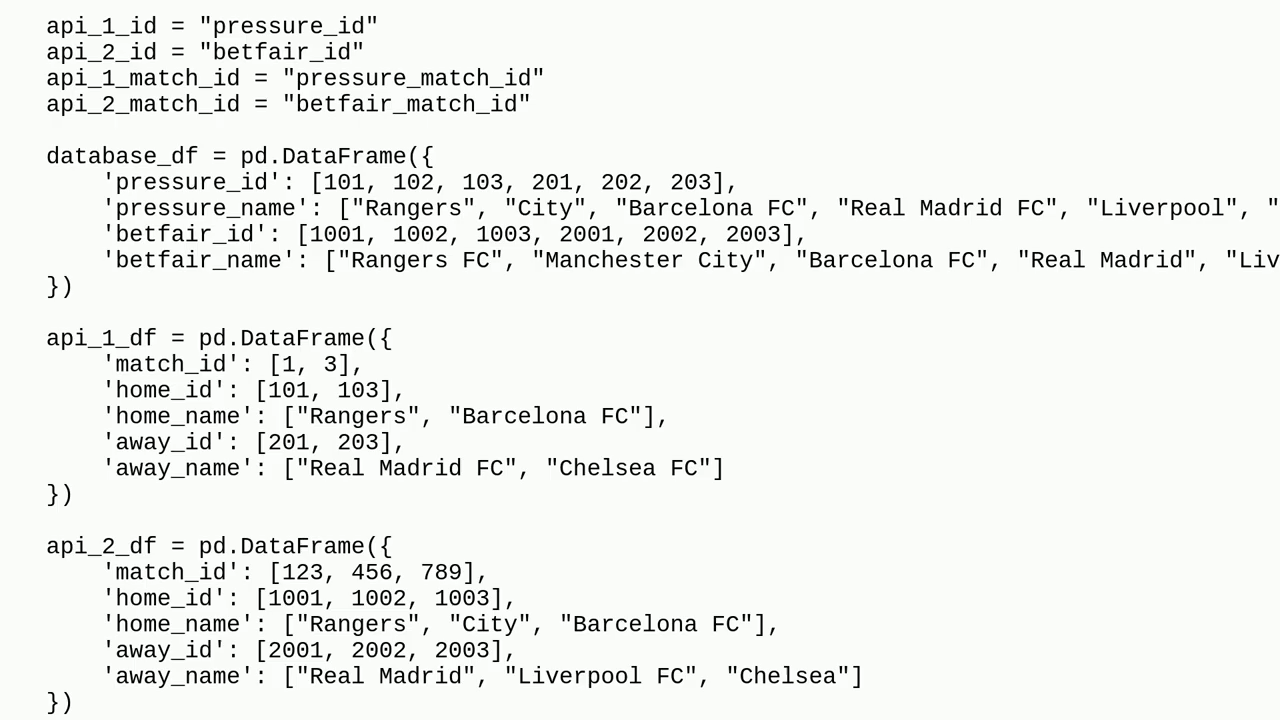 api_1_id = "pressure_id"
api_2_id = "betfair_id"
api_1_match_id = "pressure_match_id"
api_2_match_id = "betfair_match_id"
database_df = pd.DataFrame({
    'pressure_id': [101, 102, 103, 201, 202, 203],
    'pressure_name': ["Rangers", "City", "Barcelona FC", "Real Madrid FC", "Liverpool", "
    'betfair_id': [1001, 1002, 1003, 2001, 2002, 2003],
    'betfair_name': ["Rangers FC", "Manchester City", "Barcelona FC", "Real Madrid", "Liv
})
api_1_df = pd.DataFrame({
    'match_id': [1, 3],
    'home_id': [101, 103],
    'home_name': ["Rangers", "Barcelona FC"],
    'away_id': [201, 203],
    'away_name': ["Real Madrid FC", "Chelsea FC"]
})
api_2_df = pd.DataFrame({
    'match_id': [123, 456, 789],
    'home_id': [1001, 1002, 1003],
    'home_name': ["Rangers", "City", "Barcelona FC"],
    'away_id': [2001, 2002, 2003],
    'away_name': ["Real Madrid", "Liverpool FC", "Chelsea"]
})